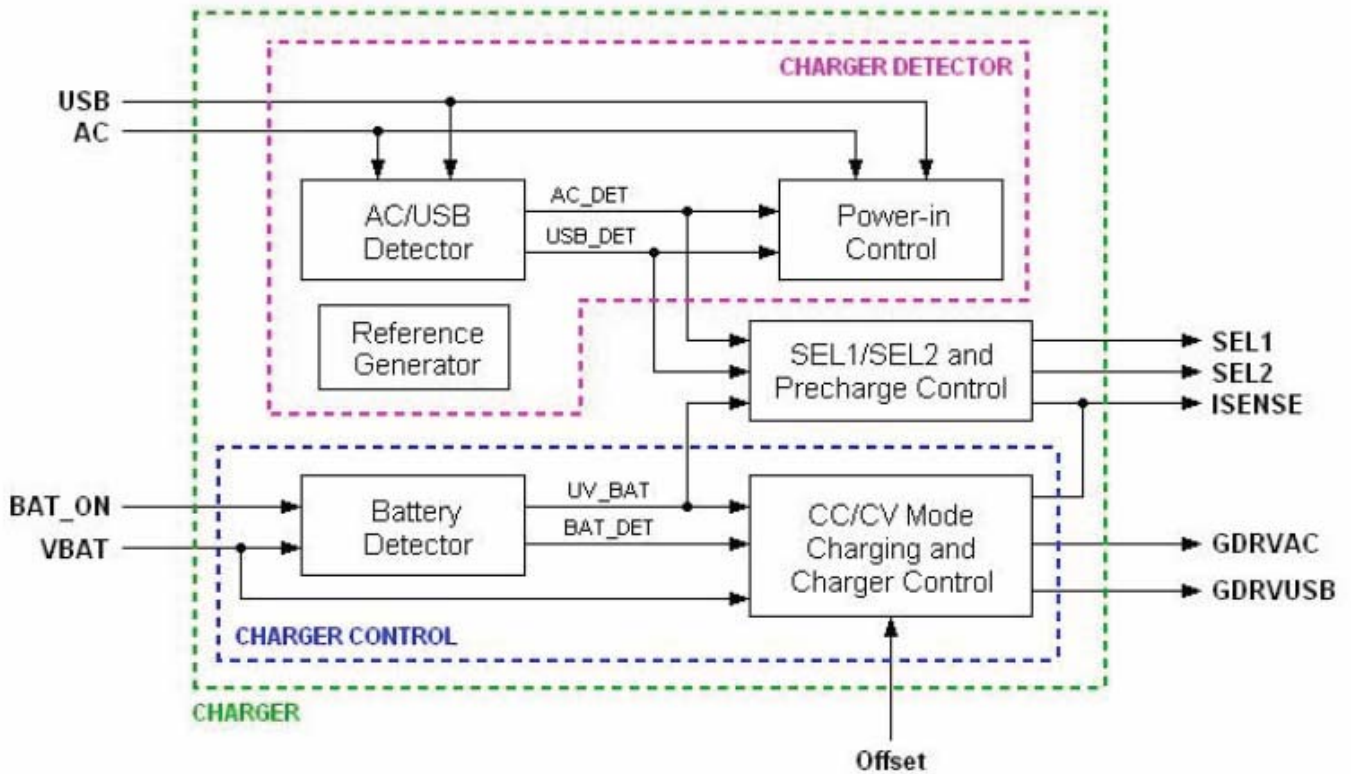 CHARGER DETECTOR
USB
AC
AC/USB
Detector
AC_DET
USB_DET
Power-in
Control
Reference
Generator
SEL1/SEL2 and
Precharge Control
SEL1
SEL2
ISENSE
BAT_ON
VBAT
Battery
Detector
UV_BAT
BAT_DET
CC/CV Mode
Charging and
Charger Control
GDRVAC
GDRVUSB
CHARGER CONTROL
CHARGER
Offset